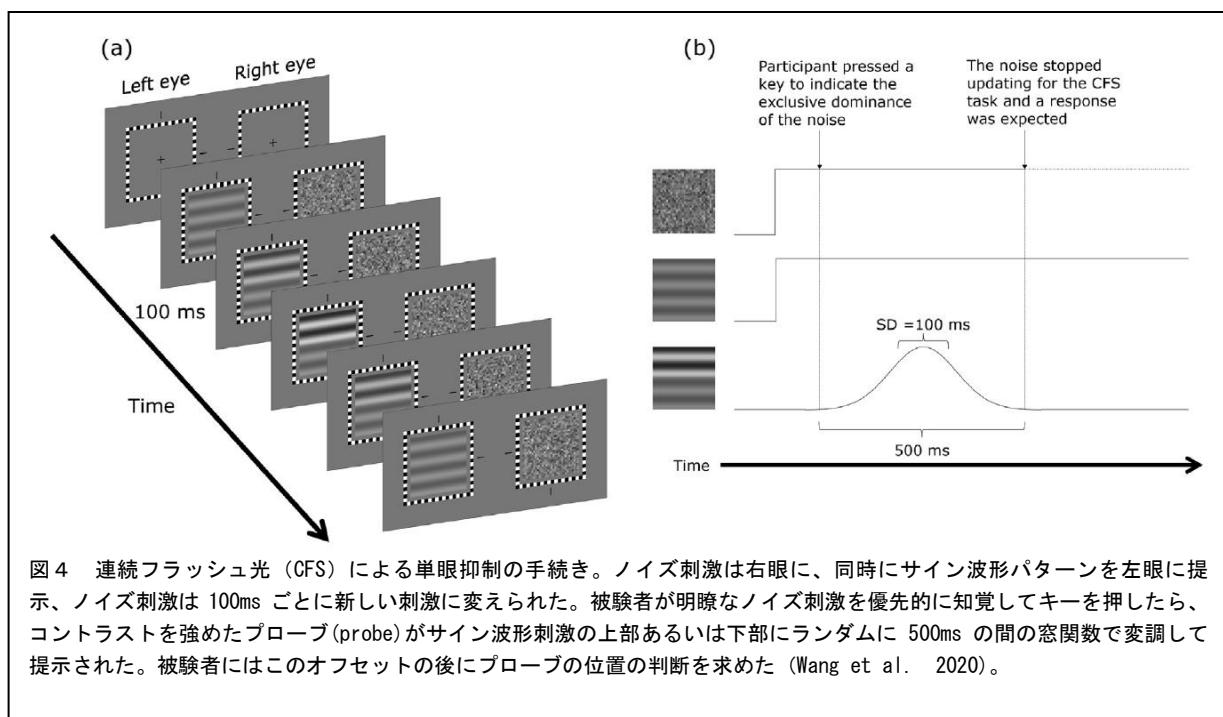 (a)
Left eye
Right eye
100 ms
Time
(b)
Participant pressed a
key to indicate the
exclusive dominance
of the noise
The noise stopped
updating for the CFS
task and a response
was expected
SD =100 ms
500 ms
Time
図４　連続フラッシュ光（CFS）による単眼抑制の手続き。ノイズ刺激は右眼に、同時にサイン波形パターンを左眼に提
示、ノイズ刺激は 100ms ごとに新しい刺激に変えられた。被験者が明瞭なノイズ刺激を優先的に知覚してキーを押したら、
コントラストを強めたプローブ(probe)がサイン波形刺激の上部あるいは下部にランダムに 500ms の間の窓関数で変調して
提示された。被験者にはこのオフセットの後にプローブの位置の判断を求めた（Wang et al.　2020）。